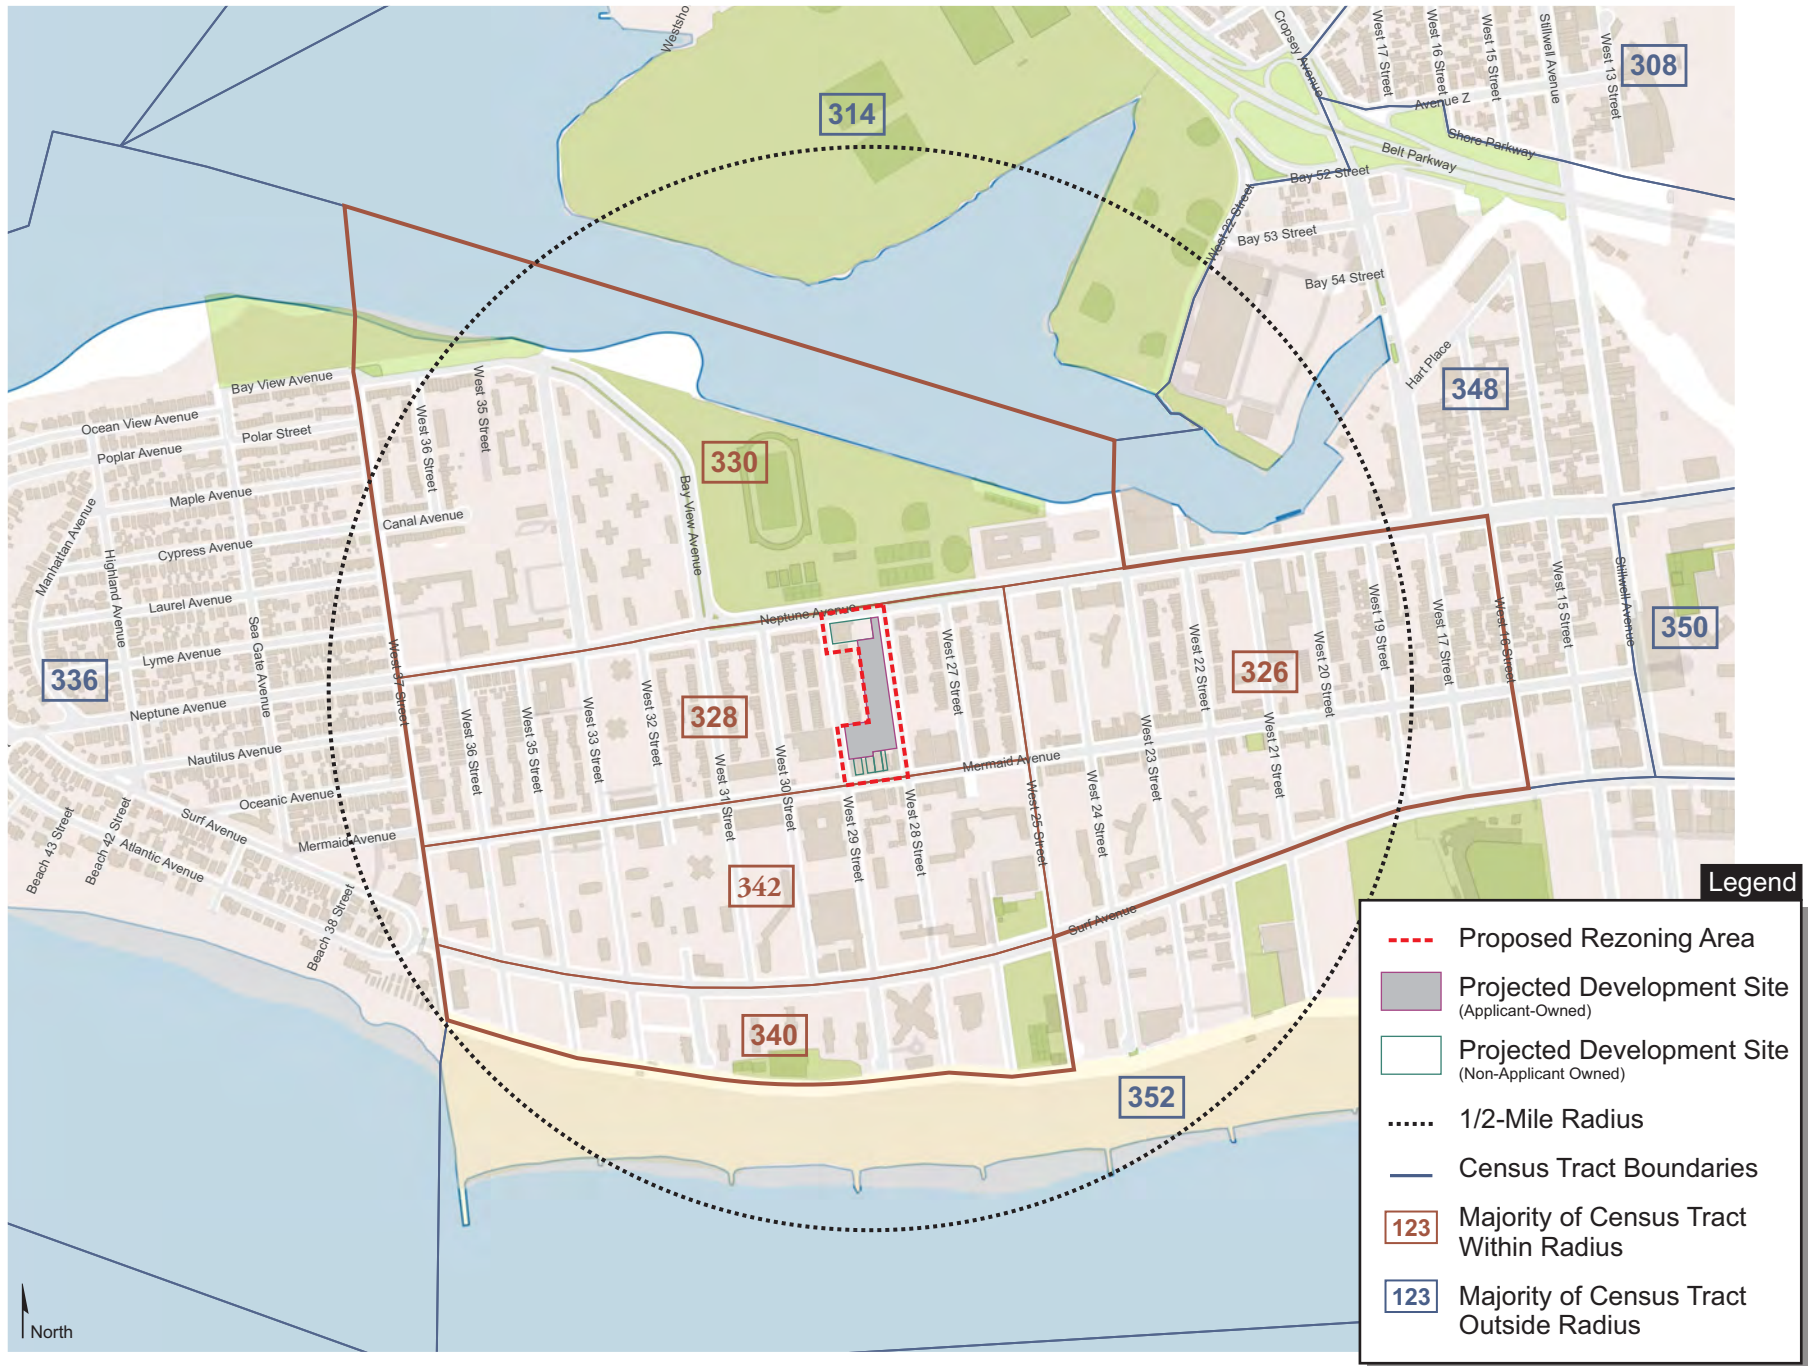 Westsho
Cropsey Avenue
West 17 Street
West 16 Street
West 15 Street
Stillwell Avenue
West 13 Street
308
Avenue Z
Shore Parkway
Belt Parkway
314
Bay 52 Street
West 22 Street
Bay 53 Street
Bay 54 Street
Hart Place
348
Bay View Avenue
Ocean View Avenue
Polar Street
Poplar Avenue
West 36 Street
West 35 Street
Maple Avenue
Manhattan Avenue
Canal Avenue
Cypress Avenue
Highland Avenue
Laurel Avenue
Sea Gate Avenue
Lyme Avenue
336
Neptune Avenue
Nautilus Avenue
Oceanic Avenue
Surf Avenue
Mermaid Avenue
Atlantic Avenue
Beach 43 Street
Beach 42 Street
Beach 38 Street
330
Bay View Avenue
Neptune Avenue
West 37 Street
West 36 Street
West 35 Street
West 33 Street
West 32 Street
328
West 31 Street
West 30 Street
West 29 Street
West 28 Street
West 27 Street
Mermaid Avenue
West 25 Street
West 24 Street
West 23 Street
West 22 Street
326
West 21 Street
West 20 Street
West 19 Street
West 17 Street
West 16 Street
West 15 Street
Stillwell Avenue
350
342
Surf Avenue
340
352
North
Legend
Proposed Rezoning Area
Projected Development Site
(Applicant-Owned)
Projected Development Site
(Non-Applicant Owned)
1/2-Mile Radius
Census Tract Boundaries
123
Majority of Census Tract
Within Radius
123
Majority of Census Tract
Outside Radius